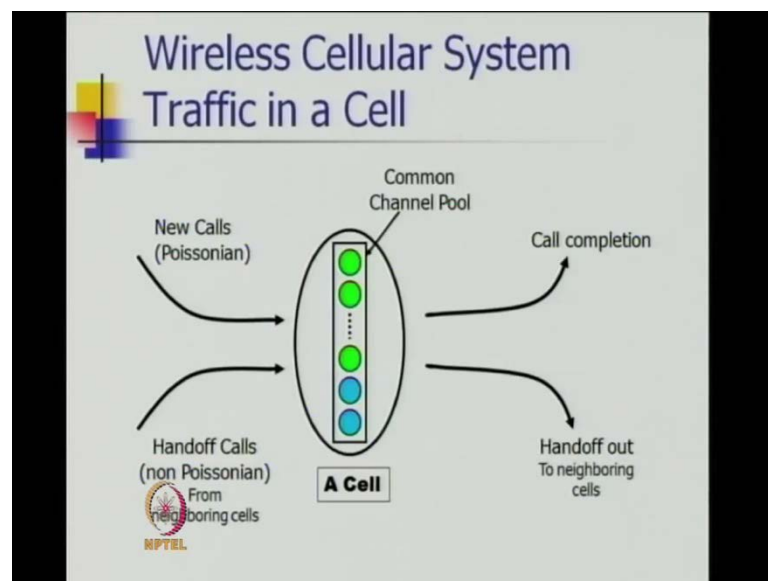 Wireless Cellular System
Traffic in a Cell
Common
Channel Pool
New Calls
(Poissonian)
Call completion
Handoff Calls
(non Poissonian)
From
neighboring cells
A Cell
Handoff out
To neighboring
cells
NPTEL